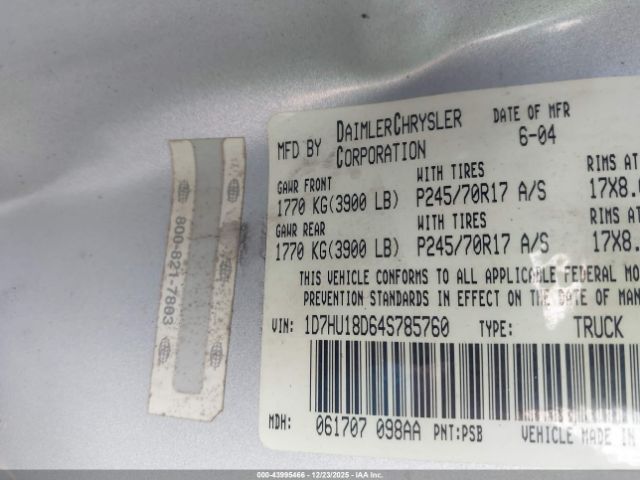 800-821-7803
MFD BY DAIMLERCHRYSLER CORPORATION
DATE OF MFR
6-04
GAWR FRONT WITH TIRES RIMS AT
1770 KG(3900 LB) P245/70R17 A/S 17X8.
GAWR REAR WITH TIRES RIMS AT
1770 KG(3900 LB) P245/70R17 A/S 17X8.
THIS VEHICLE CONFORMS TO ALL APPLICABLE FEDERAL MO
PREVENTION STANDARDS IN EFFECT ON THE DATE OF MAN
VIN: 1D7HU18D64S785760 TYPE: TRUCK
MDH: 061707 098AA PNT:PSB VEHICLE MADE IN
000-43995466 - 12/23/2025 - IAAI.COM